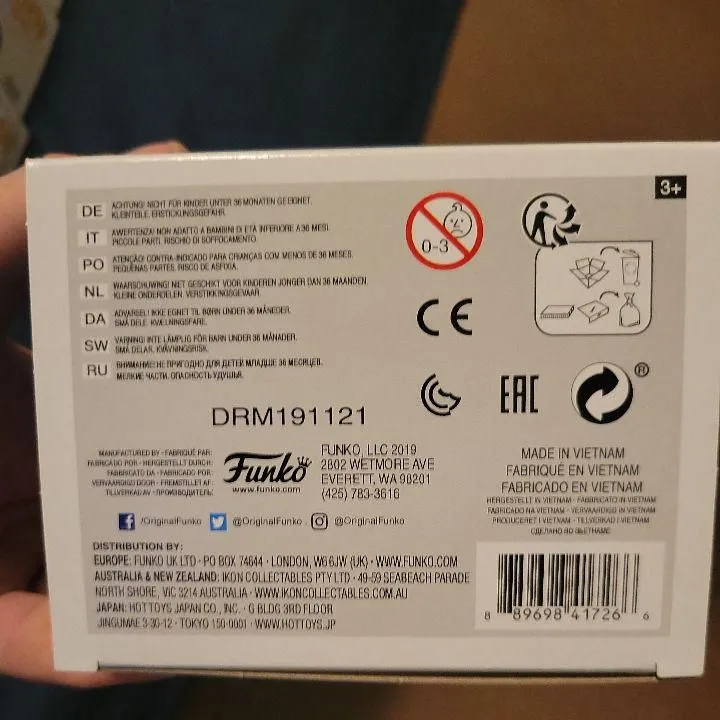 3+
DE ACHTUNG! NICHT FÜR KINDER UNTER 36 MONATEN GEEIGNET.
KLEINTEILE. ERSTICKUNGSGEFAHR.
IT AVVERTENZA! NON ADATTO A BAMBINI DI ETÀ INFERIORE A 36 MESI.
PICCOLE PARTI. RISCHIO DI SOFFOCAMENTO.
PO ATENÇÃO! CONTRA-INDICADO PARA CRIANÇAS COM MENOS DE 36 MESES.
PEQUENAS PARTES. RISCO DE ASFIXIA.
NL WAARSCHUWING! NIET GESCHIKT VOOR KINDEREN JONGER DAN 36 MAANDEN.
KLEINE ONDERDELEN. VERSTIKKINGSGEVAAR.
DA ADVARSEL! IKKE EGNET TIL BØRN UNDER 36 MÅNEDER.
SMÅ DELE. KVÆLNINGSFARE.
SW VARNING! INTE LÄMPLIG FÖR BARN UNDER 36 MÅNADER.
SMÅ DELAR. KVÄVNINGSRISK.
RU ВНИМАНИЕ! НЕ ПРИГОДНО ДЛЯ ДЕТЕЙ МЛАДШЕ 36 МЕСЯЦЕВ.
МЕЛКИЕ ЧАСТИ. ОПАСНОСТЬ УДУШЬЯ.
0-3
CE
EAC
®
DRM191121
MANUFACTURED BY · FABRIQUÉ PAR:
FABRICADO POR · HERGESTELLT DURCH:
FABBRICATO DA · FABRICADO POR:
VERVAARDIGD DOOR · FREMSTILLET AF:
TILLVERKAD AV · ПРОИЗВОДИТЕЛЬ:
Funko
www.funko.com
FUNKO, LLC 2019
2802 WETMORE AVE
EVERETT, WA 98201
(425) 783-3616
/OriginalFunko @OriginalFunko @OriginalFunko
MADE IN VIETNAM
FABRIQUÉ EN VIETNAM
FABRICADO EN VIETNAM
HERGESTELLT IN VIETNAM · FABBRICATO IN VIETNAM
FABRICADO NA VIETNAM · VERVAARDIGD IN VIETNAM
PRODUCERET I VIETNAM · TILLVERKAD I VIETNAM
СДЕЛАНО ВО ВЬЕТНАМЕ
DISTRIBUTION BY:
EUROPE: FUNKO UK LTD · PO BOX 74644 · LONDON, W6 6JW (UK) · WWW.FUNKO.COM
AUSTRALIA & NEW ZEALAND: IKON COLLECTABLES PTY LTD · 49-59 SEABEACH PARADE
NORTH SHORE, VIC 3214 AUSTRALIA · WWW.IKONCOLLECTABLES.COM.AU
JAPAN: HOT TOYS JAPAN CO., INC. · G BLDG 3RD FLOOR
JINGUMAE 3-30-12 · TOKYO 150-0001 · WWW.HOTTOYS.JP
8 89698 41726 6